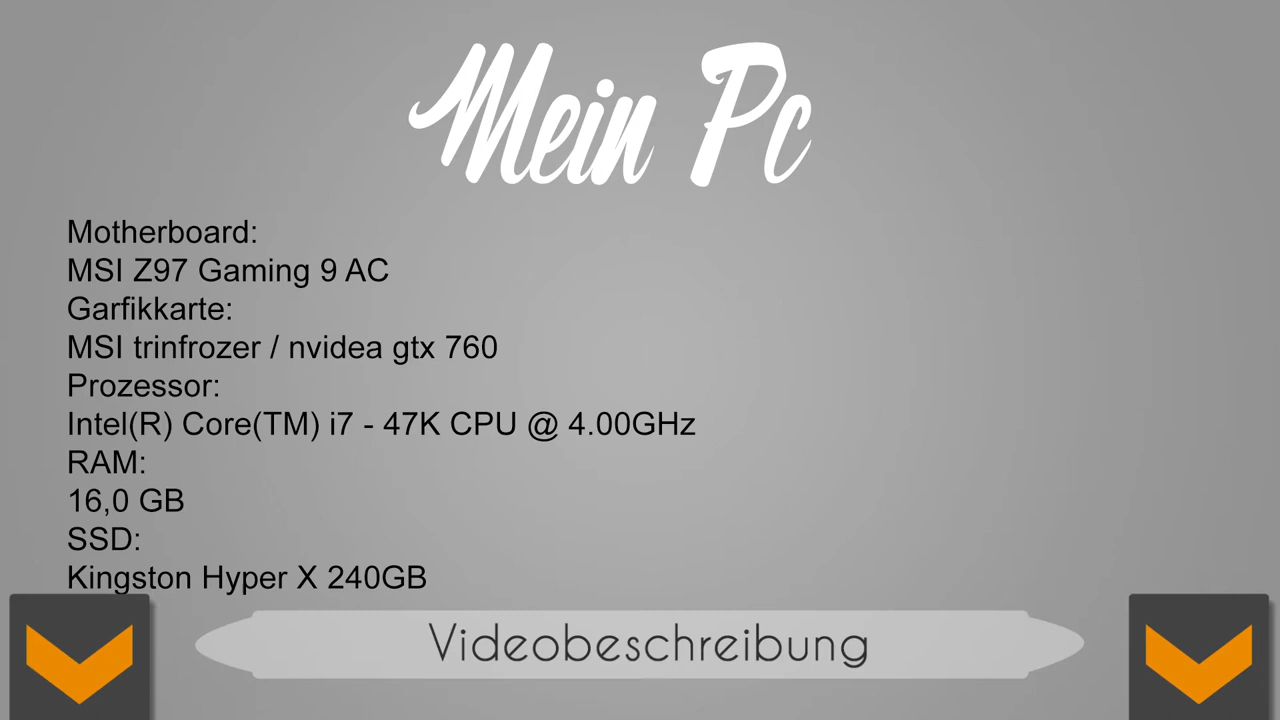 Mein Pc
Motherboard:
MSI Z97 Gaming 9 AC
Garfikkarte:
MSI trinfrozer / nvidea gtx 760
Prozessor:
Intel(R) Core(TM) i7 - 47K CPU @ 4.00GHz
RAM:
16,0 GB
SSD:
Kingston Hyper X 240GB
Videobeschreibung